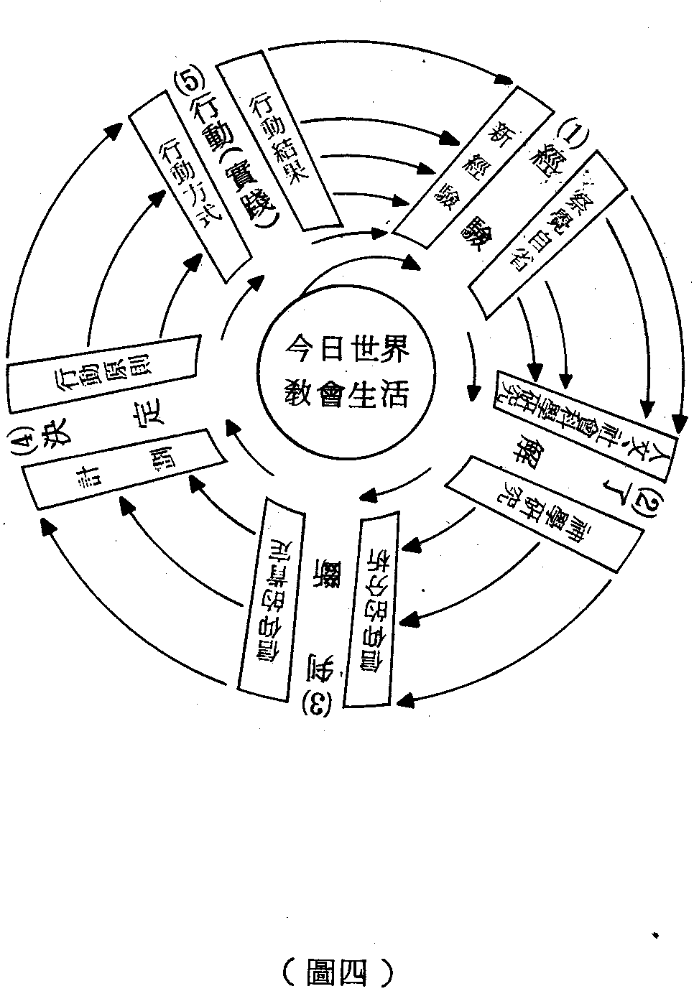 今日世界
教會生活
(1)經驗
新經驗
察覺自省
(2)了解
人文、社會科學研究
神學研究
(3)判斷
信仰的分析
信仰的肯定
(4)決定
計劃
行動原則
(5)行動(實踐)
行動方式
行動結果
(圖四)